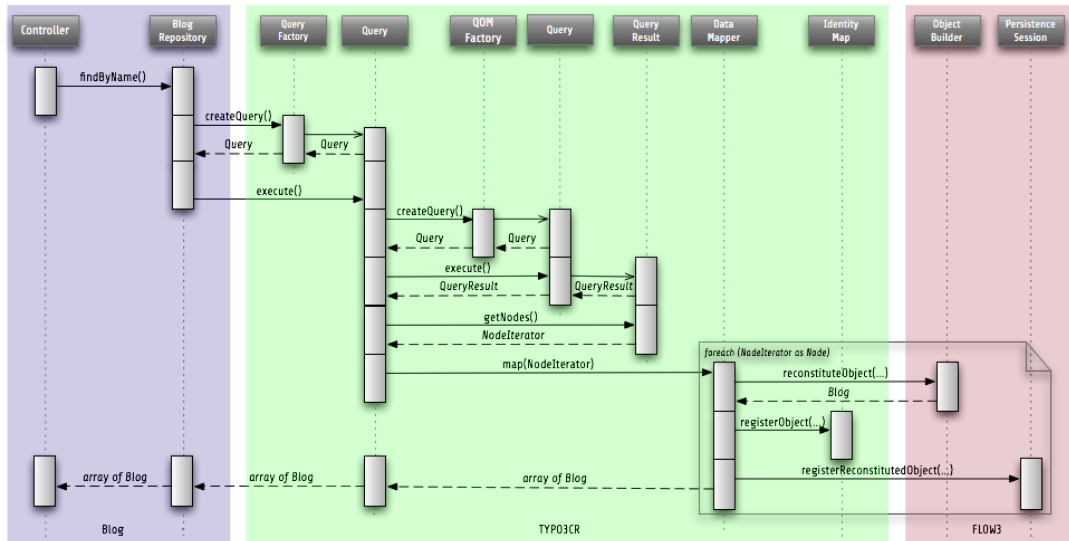 Controller
Blog
Repository
Query
Factory
Query
QOM
Factory
Query
Query
Result
Data
Mapper
Identity
Map
Object
Builder
Persistence
Session
findByName()
createQuery()
Query
Query
execute()
createQuery()
Query
Query
execute()
QueryResult
QueryResult
getNodes()
NodeIterator
foreach (NodeIterator as Node)
map(NodeIterator)
reconstituteObject(...)
Blog
registerObject(...)
registerReconstitutedObject(...)
array of Blog
array of Blog
array of Blog
Blog
TYPO3CR
FLOW3